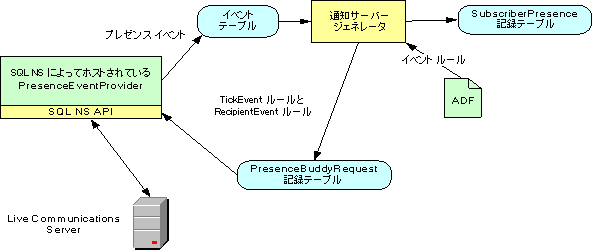 イベント
テーブル
通知サーバー
ジェネレータ
SubscriberPresence
記録テーブル
プレゼンス イベント
イベント ルール
SQL NS によってホストされている
PresenceEventProvider
SQL NS API
TickEvent ルールと
RecipientEvent ルール
ADF
PresenceBuddyRequest
記録テーブル
Live Communications
Server